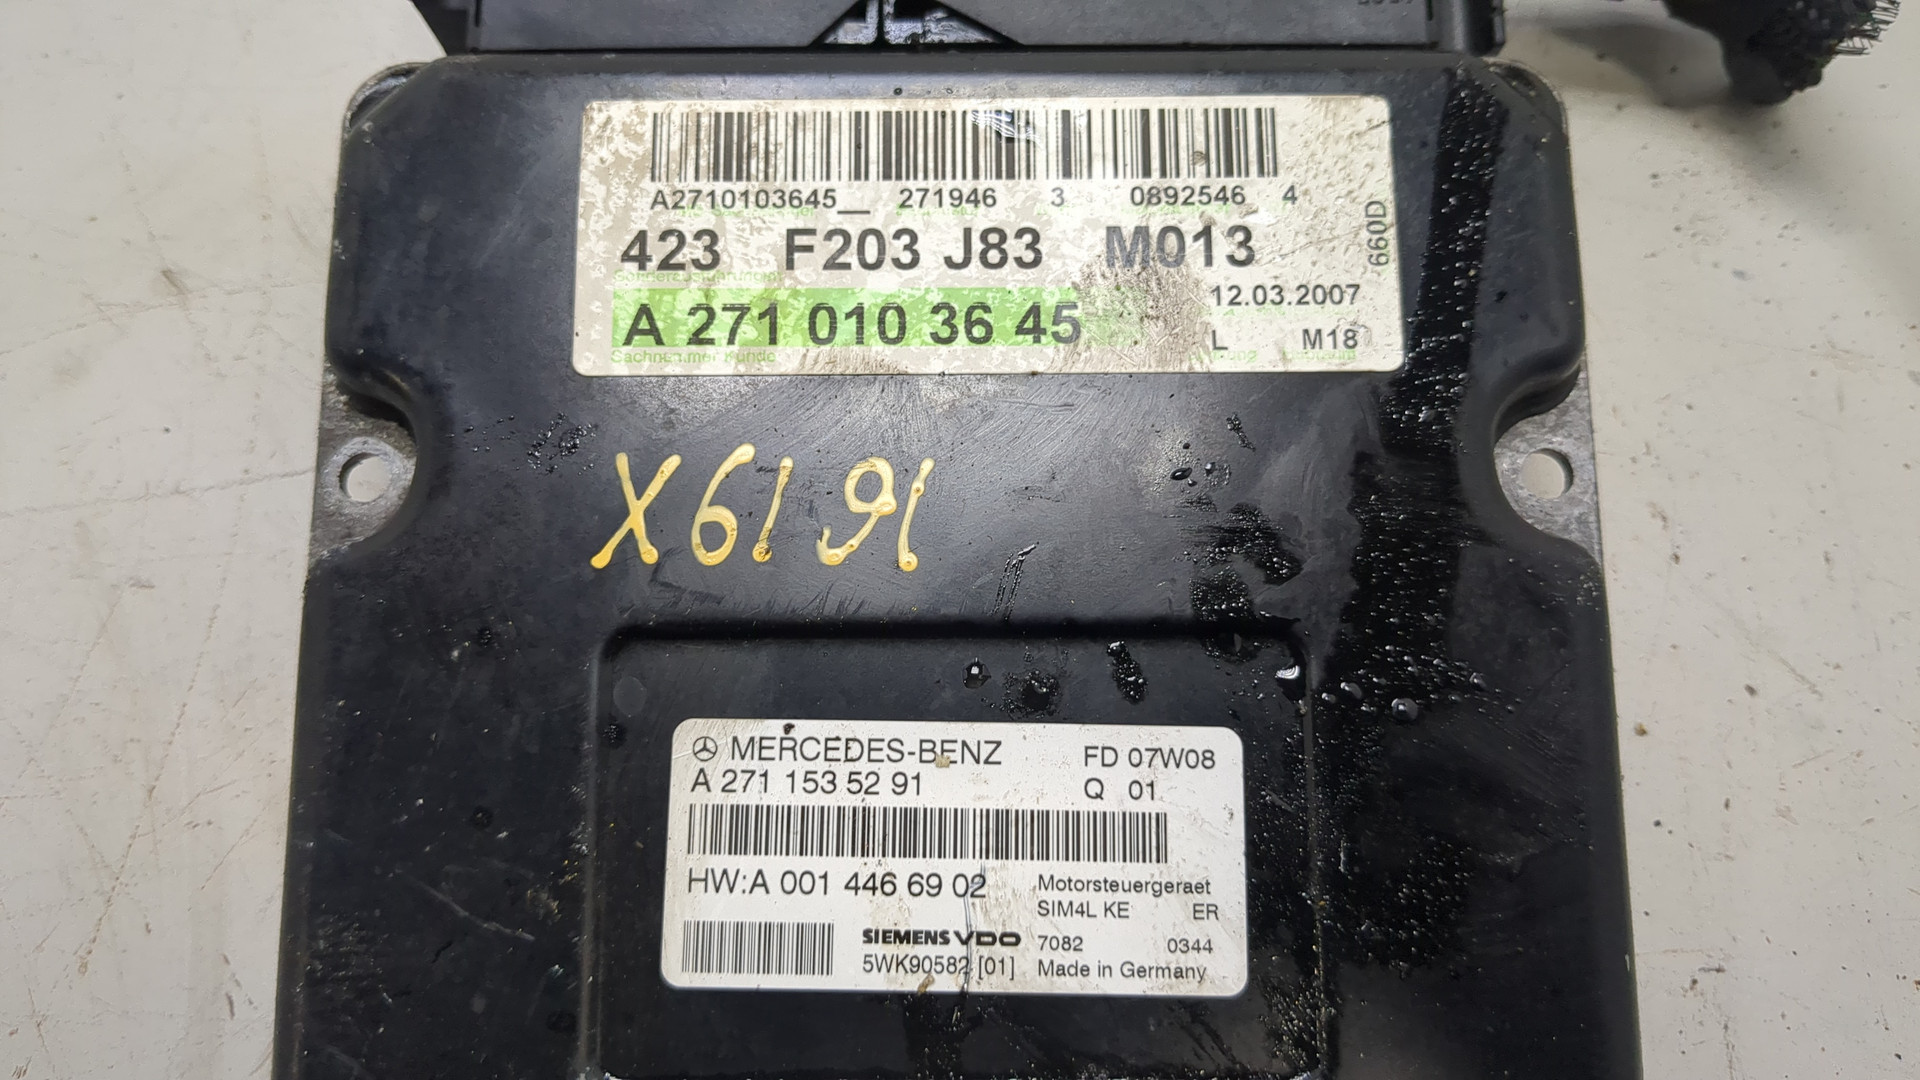 A2710103645__ 271946 3 0892546 4
423 F203 J83 M013
660D
12.03.2007
A 271 010 36 45
Sachnummer Kunde
L M18
X6191
MERCEDES-BENZ FD 07W08
A 271 153 52 91 Q 01
HW:A 001 446 69 02 Motorsteuergeraet
SIM4L KE ER
SIEMENS VDO 7082 0344
5WK90582 [01] Made in Germany